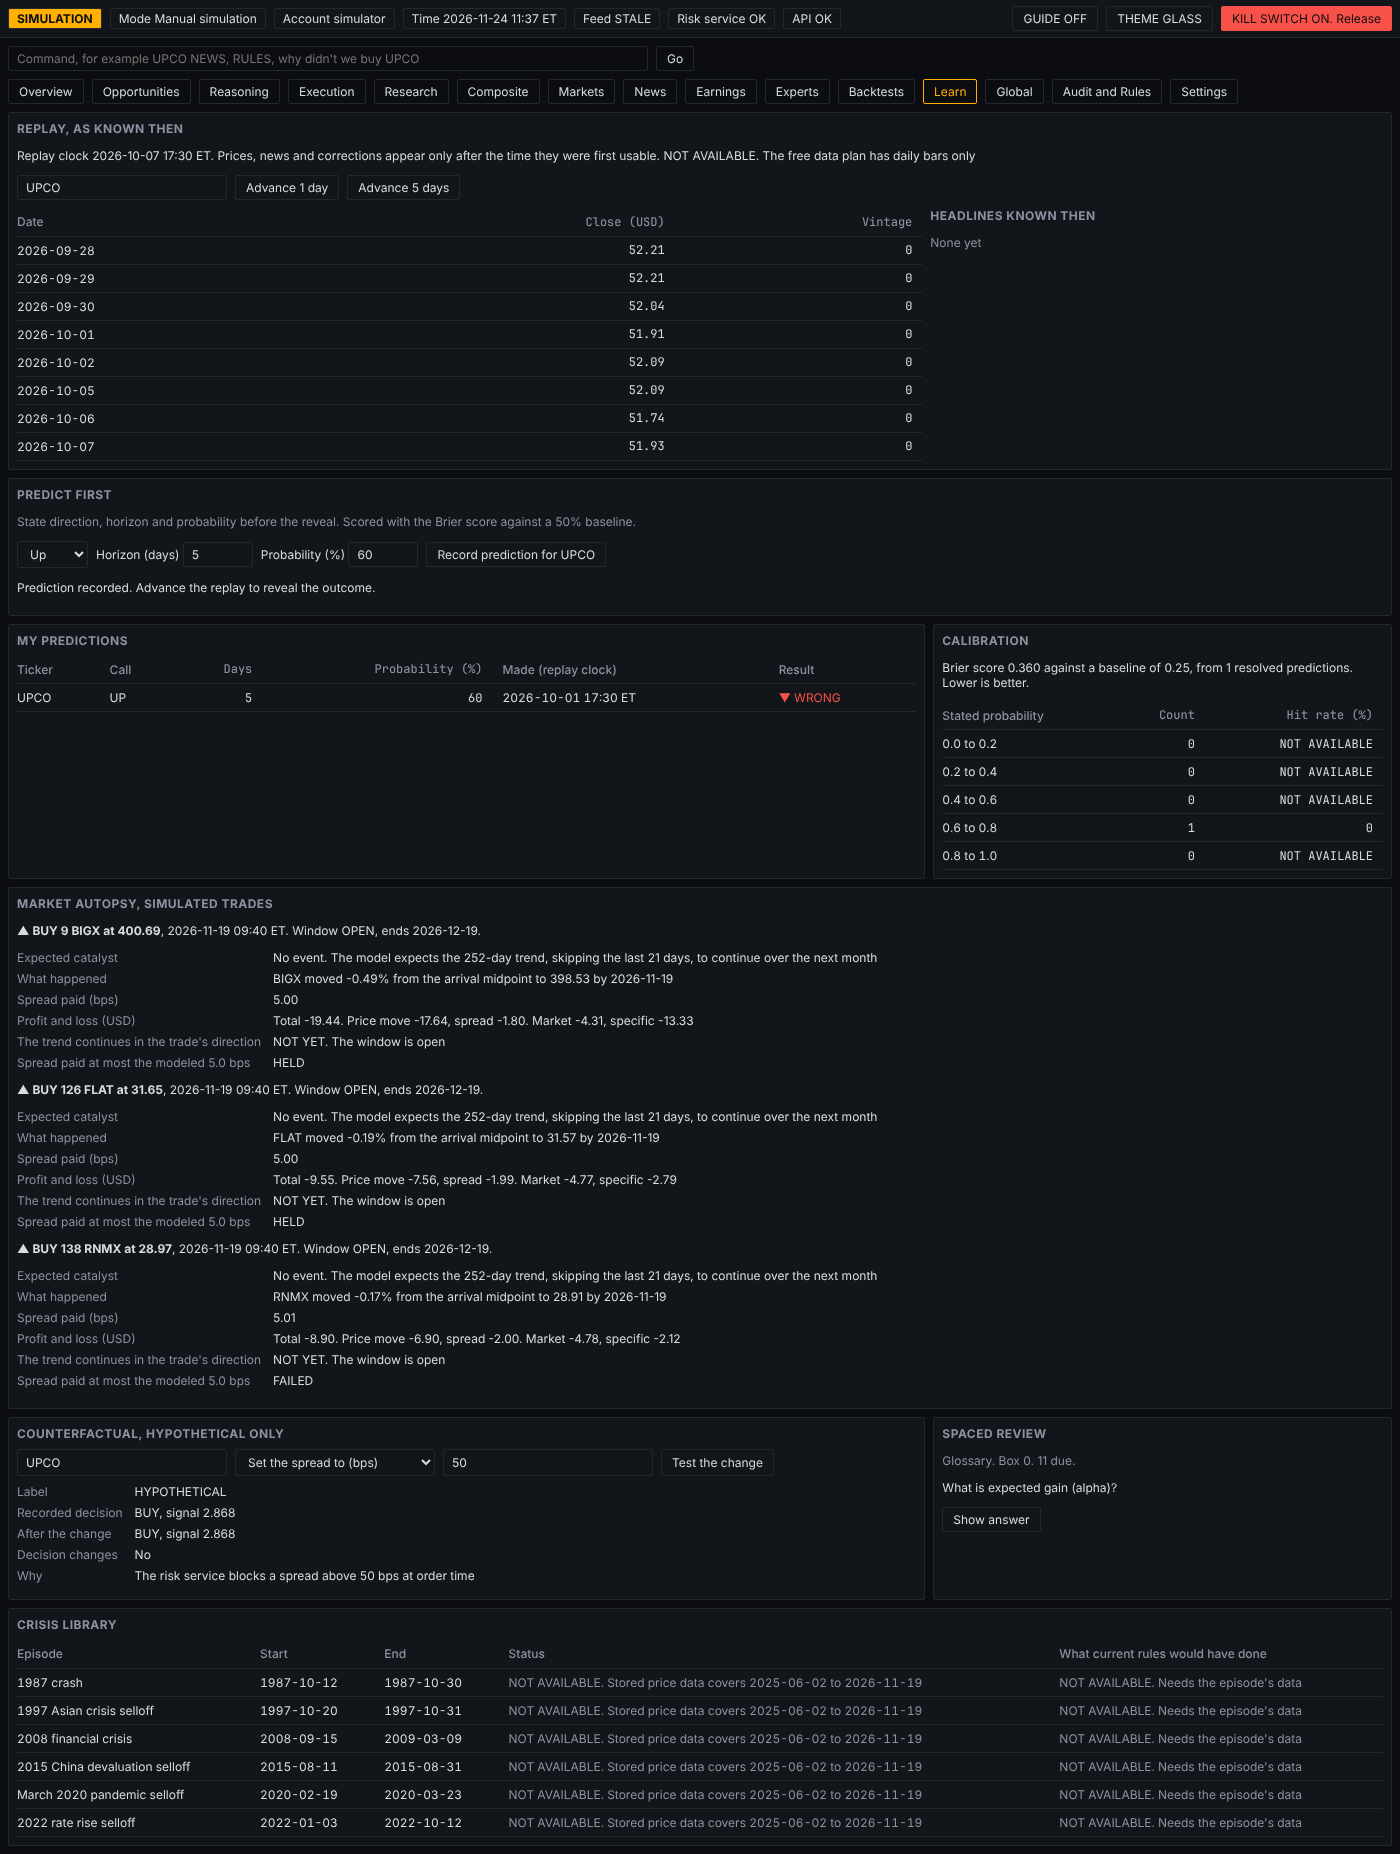 SIMULATION Mode Manual simulation Account simulator Time 2026-11-24 11:37 ET Feed STALE Risk service OK API OK GUIDE OFF THEME GLASS KILL SWITCH ON. Release
Command, for example UPCO NEWS, RULES, why didn't we buy UPCO Go
Overview Opportunities Reasoning Execution Research Composite Markets News Earnings Experts Backtests Learn Global Audit and Rules Settings
REPLAY, AS KNOWN THEN
Replay clock 2026-10-07 17:30 ET. Prices, news and corrections appear only after the time they were first usable. NOT AVAILABLE. The free data plan has daily bars only
UPCO Advance 1 day Advance 5 days
Date Close (USD) Vintage
2026-09-28 52.21 0
2026-09-29 52.21 0
2026-09-30 52.04 0
2026-10-01 51.91 0
2026-10-02 52.09 0
2026-10-05 52.09 0
2026-10-06 51.74 0
2026-10-07 51.93 0
HEADLINES KNOWN THEN
None yet
PREDICT FIRST
State direction, horizon and probability before the reveal. Scored with the Brier score against a 50% baseline.
Up Horizon (days) 5 Probability (%) 60 Record prediction for UPCO
Prediction recorded. Advance the replay to reveal the outcome.
MY PREDICTIONS
Ticker Call Days Probability (%) Made (replay clock) Result
UPCO UP 5 60 2026-10-01 17:30 ET ▼ WRONG
CALIBRATION
Brier score 0.360 against a baseline of 0.25, from 1 resolved predictions.
Lower is better.
Stated probability Count Hit rate (%)
0.0 to 0.2 0 NOT AVAILABLE
0.2 to 0.4 0 NOT AVAILABLE
0.4 to 0.6 0 NOT AVAILABLE
0.6 to 0.8 1 0
0.8 to 1.0 0 NOT AVAILABLE
MARKET AUTOPSY, SIMULATED TRADES
▲ BUY 9 BIGX at 400.69, 2026-11-19 09:40 ET. Window OPEN, ends 2026-12-19.
Expected catalyst No event. The model expects the 252-day trend, skipping the last 21 days, to continue over the next month
What happened BIGX moved -0.49% from the arrival midpoint to 398.53 by 2026-11-19
Spread paid (bps) 5.00
Profit and loss (USD) Total -19.44. Price move -17.64, spread -1.80. Market -4.31, specific -13.33
The trend continues in the trade's direction NOT YET. The window is open
Spread paid at most the modeled 5.0 bps HELD
▲ BUY 126 FLAT at 31.65, 2026-11-19 09:40 ET. Window OPEN, ends 2026-12-19.
Expected catalyst No event. The model expects the 252-day trend, skipping the last 21 days, to continue over the next month
What happened FLAT moved -0.19% from the arrival midpoint to 31.57 by 2026-11-19
Spread paid (bps) 5.00
Profit and loss (USD) Total -9.55. Price move -7.56, spread -1.99. Market -4.77, specific -2.79
The trend continues in the trade's direction NOT YET. The window is open
Spread paid at most the modeled 5.0 bps HELD
▲ BUY 138 RNMX at 28.97, 2026-11-19 09:40 ET. Window OPEN, ends 2026-12-19.
Expected catalyst No event. The model expects the 252-day trend, skipping the last 21 days, to continue over the next month
What happened RNMX moved -0.17% from the arrival midpoint to 28.91 by 2026-11-19
Spread paid (bps) 5.01
Profit and loss (USD) Total -8.90. Price move -6.90, spread -2.00. Market -4.78, specific -2.12
The trend continues in the trade's direction NOT YET. The window is open
Spread paid at most the modeled 5.0 bps FAILED
COUNTERFACTUAL, HYPOTHETICAL ONLY
UPCO Set the spread to (bps) 50 Test the change
Label HYPOTHETICAL
Recorded decision BUY, signal 2.868
After the change BUY, signal 2.868
Decision changes No
Why The risk service blocks a spread above 50 bps at order time
SPACED REVIEW
Glossary. Box 0. 11 due.
What is expected gain (alpha)?
Show answer
CRISIS LIBRARY
Episode Start End Status What current rules would have done
1987 crash 1987-10-12 1987-10-30 NOT AVAILABLE. Stored price data covers 2025-06-02 to 2026-11-19 NOT AVAILABLE. Needs the episode's data
1997 Asian crisis selloff 1997-10-20 1997-10-31 NOT AVAILABLE. Stored price data covers 2025-06-02 to 2026-11-19 NOT AVAILABLE. Needs the episode's data
2008 financial crisis 2008-09-15 2009-03-09 NOT AVAILABLE. Stored price data covers 2025-06-02 to 2026-11-19 NOT AVAILABLE. Needs the episode's data
2015 China devaluation selloff 2015-08-11 2015-08-31 NOT AVAILABLE. Stored price data covers 2025-06-02 to 2026-11-19 NOT AVAILABLE. Needs the episode's data
March 2020 pandemic selloff 2020-02-19 2020-03-23 NOT AVAILABLE. Stored price data covers 2025-06-02 to 2026-11-19 NOT AVAILABLE. Needs the episode's data
2022 rate rise selloff 2022-01-03 2022-10-12 NOT AVAILABLE. Stored price data covers 2025-06-02 to 2026-11-19 NOT AVAILABLE. Needs the episode's data